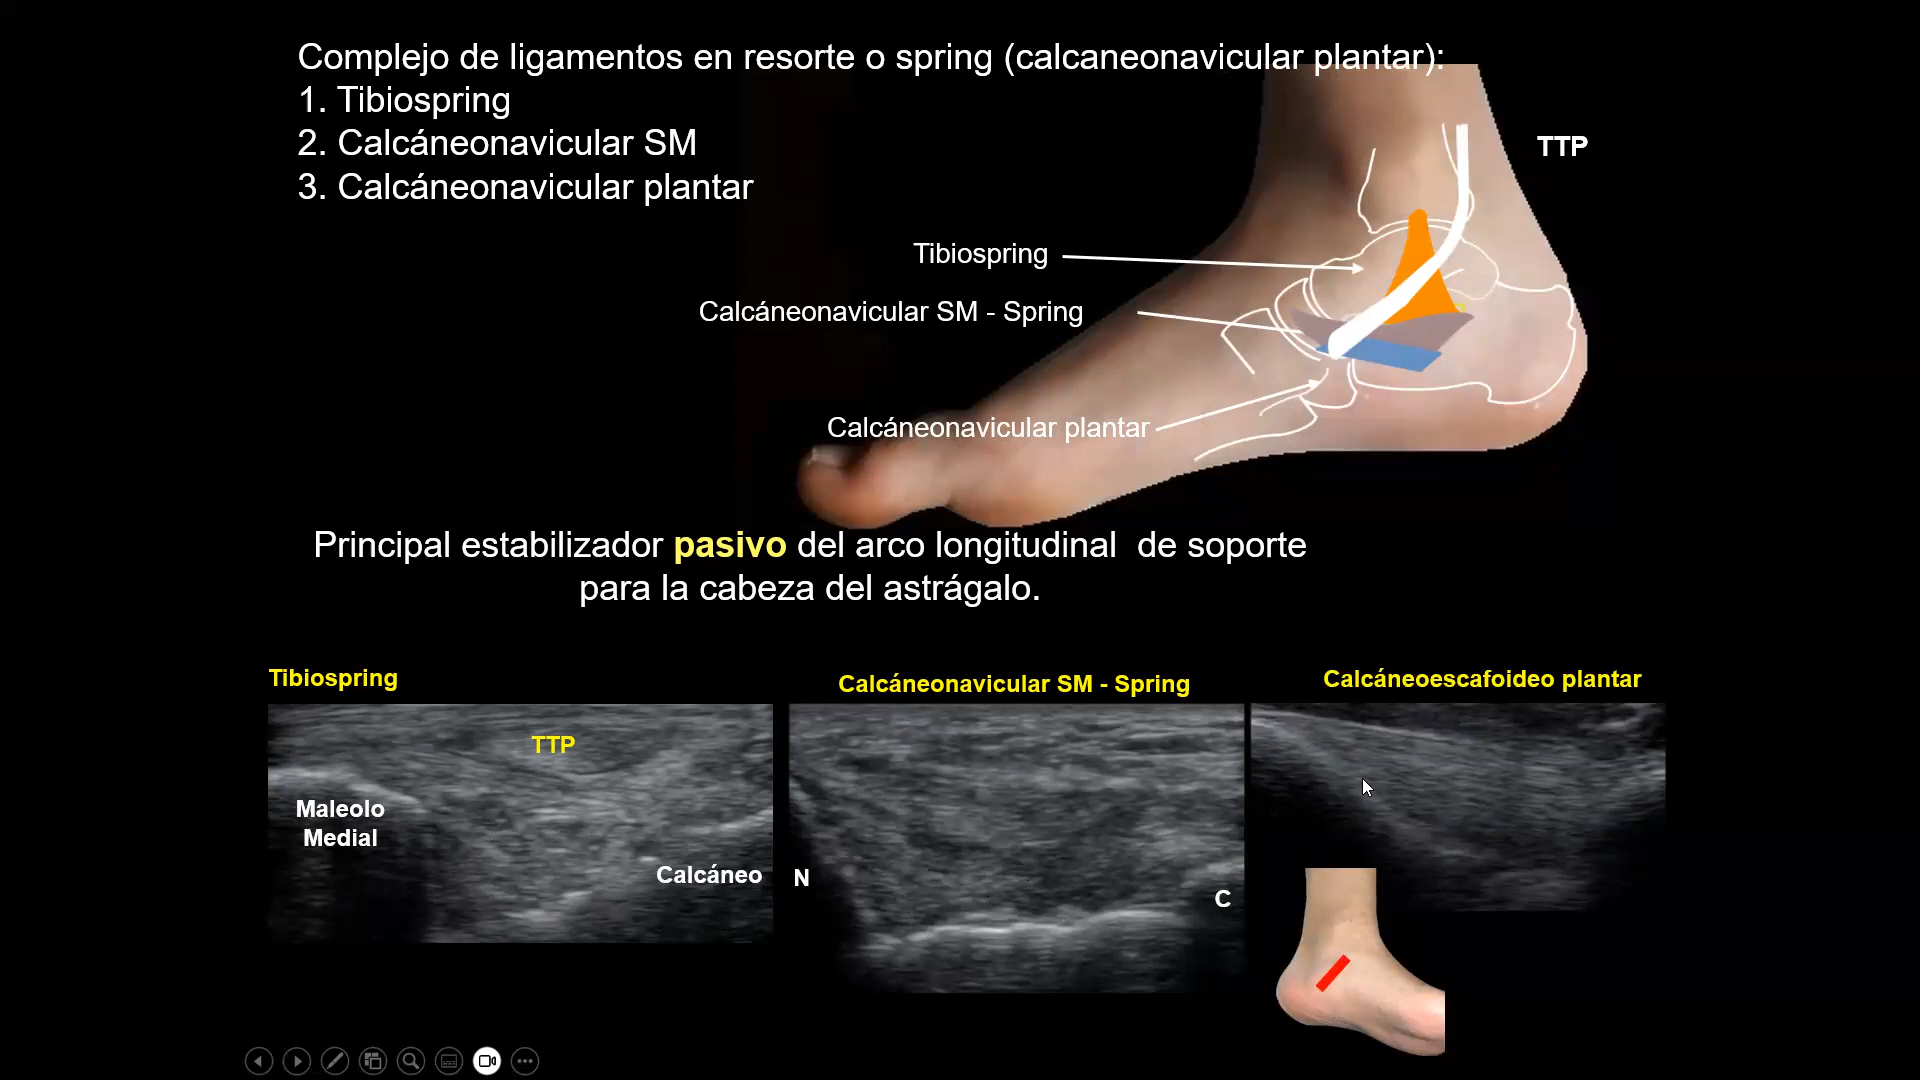 Complejo de ligamentos en resorte o spring (calcaneonavicular plantar):
1. Tibiospring
2. Calcáneonavicular SM
3. Calcáneonavicular plantar
TTP
Tibiospring
Calcáneonavicular SM - Spring
Calcáneonavicular plantar
Principal estabilizador pasivo del arco longitudinal de soporte
para la cabeza del astrágalo.
Tibiospring
Calcáneonavicular SM - Spring
Calcáneoescafoideo plantar
TTP
Maleolo
Medial
Calcáneo
N
C